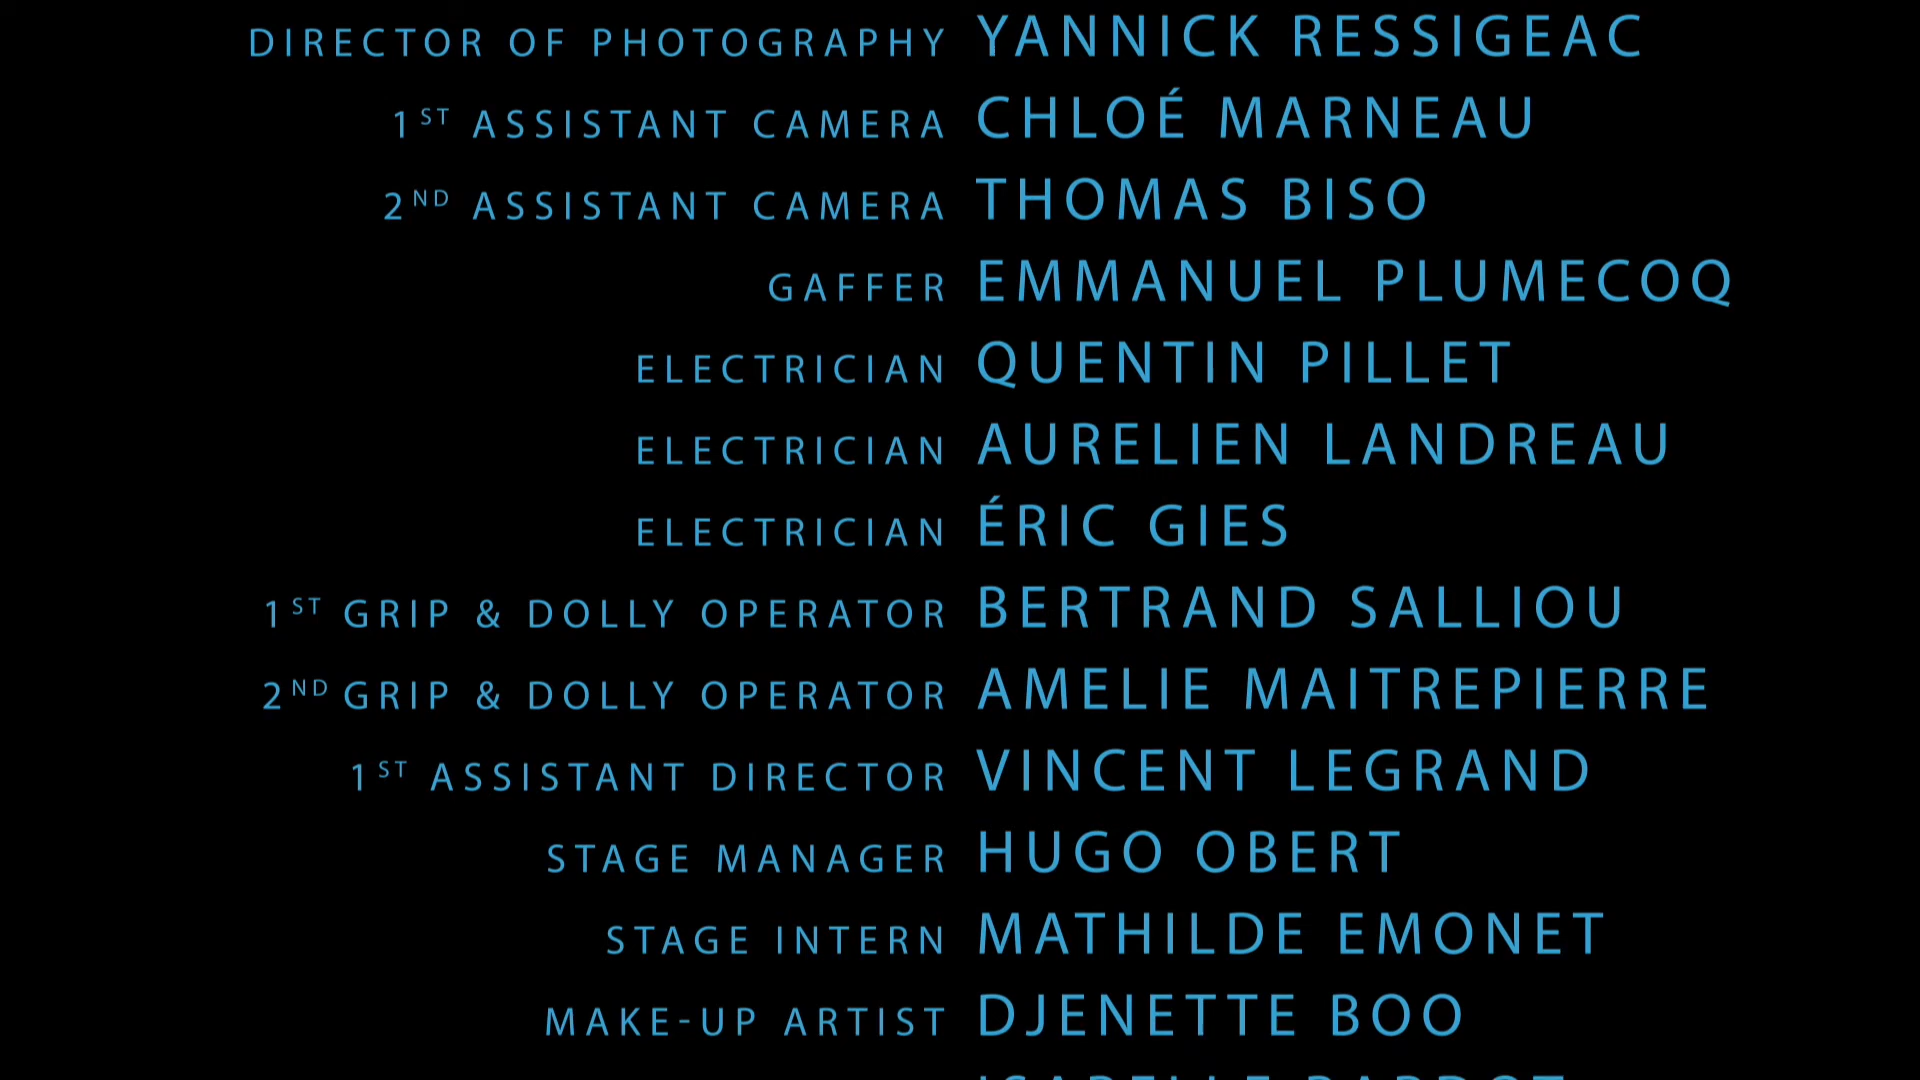 DIRECTOR OF PHOTOGRAPHY YANNICK RESSIGEAC
1ST ASSISTANT CAMERA CHLOÉ MARNEAU
2ND ASSISTANT CAMERA THOMAS BISO
GAFFER EMMANUEL PLUMECOQ
ELECTRICIAN QUENTIN PILLET
ELECTRICIAN AURELIEN LANDREAU
ELECTRICIAN ÉRIC GIES
1ST GRIP & DOLLY OPERATOR BERTRAND SALLIOU
2ND GRIP & DOLLY OPERATOR AMELIE MAITREPIERRE
1ST ASSISTANT DIRECTOR VINCENT LEGRAND
STAGE MANAGER HUGO OBERT
STAGE INTERN MATHILDE EMONET
MAKE-UP ARTIST DJENETTE BOO